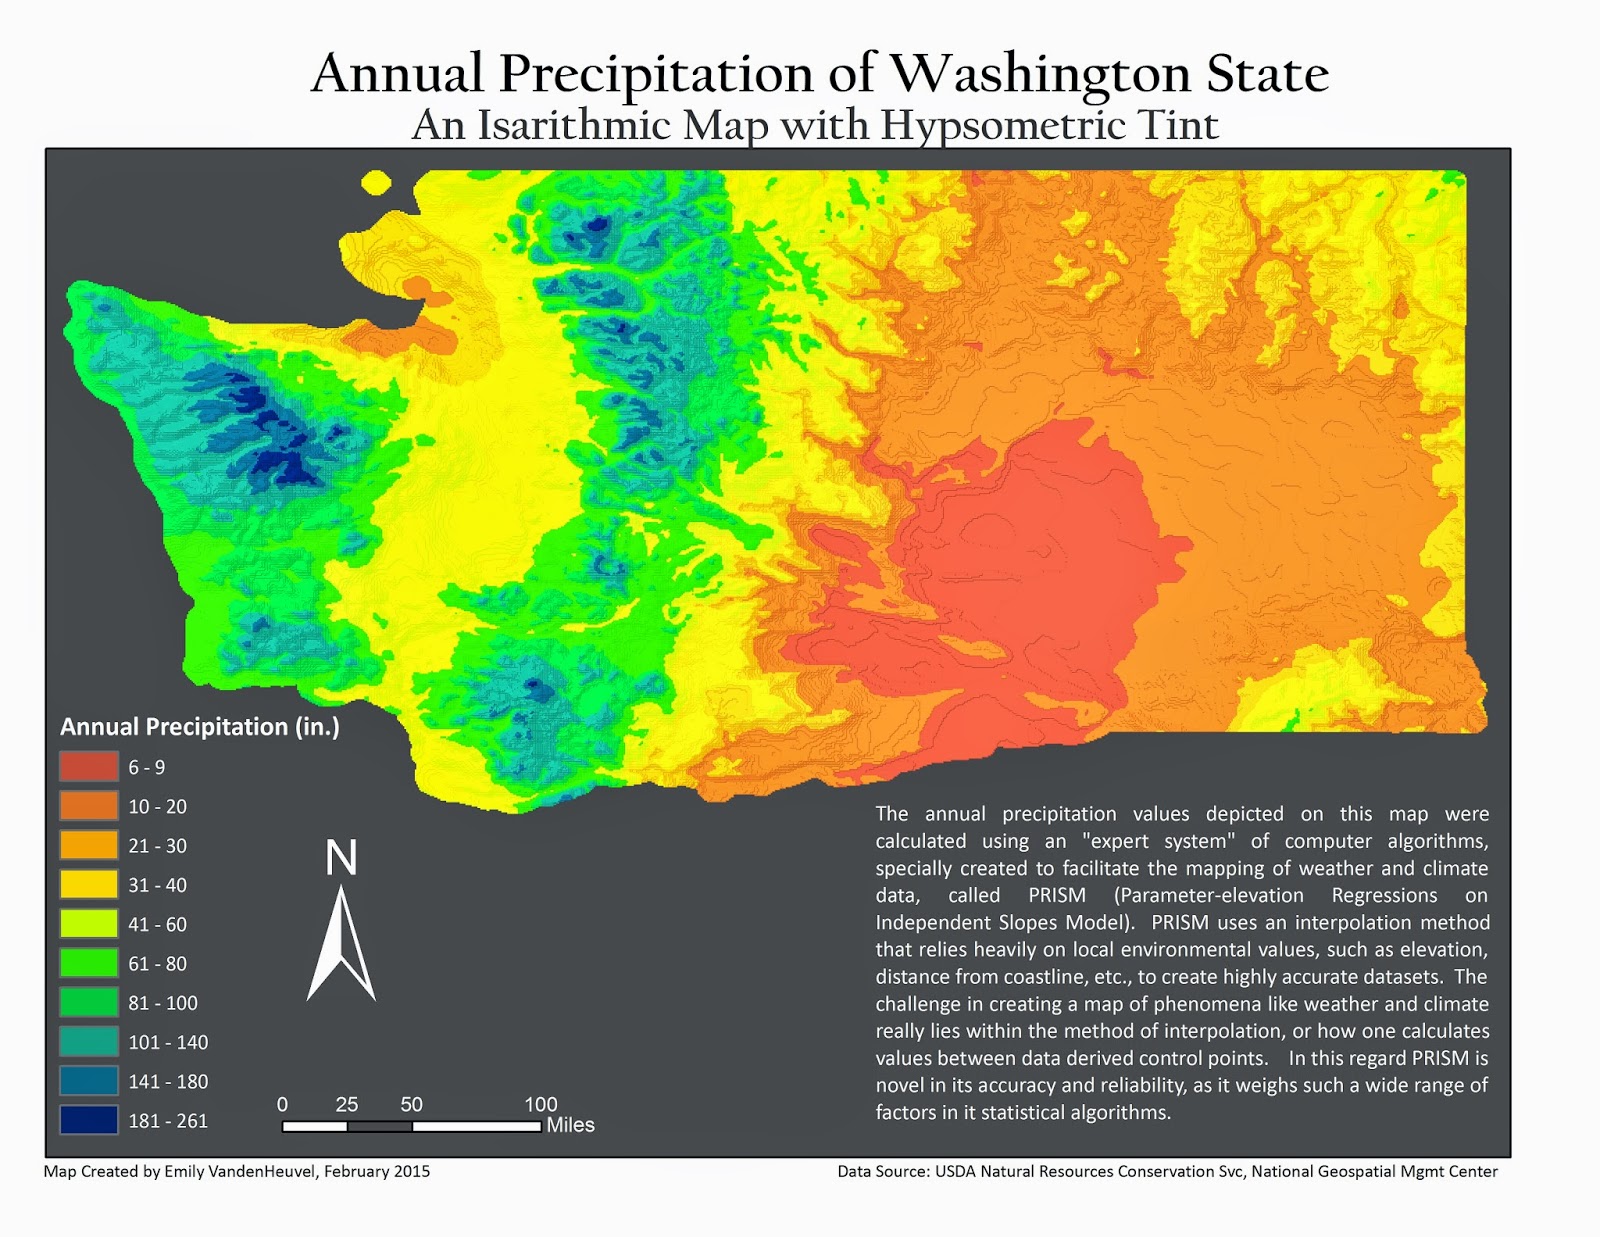 Annual Precipitation of Washington State
An Isarithmic Map with Hypsometric Tint
Annual Precipitation (in.)
6 - 9
10 - 20
21 - 30
31 - 40
41 - 60
61 - 80
81 - 100
101 - 140
141 - 180
181 - 261
N
0 25 50 100
Miles
The annual precipitation values depicted on this map were
calculated using an "expert system" of computer algorithms,
specially created to facilitate the mapping of weather and climate
data, called PRISM (Parameter-elevation Regressions on
Independent Slopes Model). PRISM uses an interpolation method
that relies heavily on local environmental values, such as elevation,
distance from coastline, etc., to create highly accurate datasets. The
challenge in creating a map of phenomena like weather and climate
really lies within the method of interpolation, or how one calculates
values between data derived control points. In this regard PRISM is
novel in its accuracy and reliability, as it weighs such a wide range of
factors in it statistical algorithms.
Map Created by Emily VandenHeuvel, February 2015
Data Source: USDA Natural Resources Conservation Svc, National Geospatial Mgmt Center